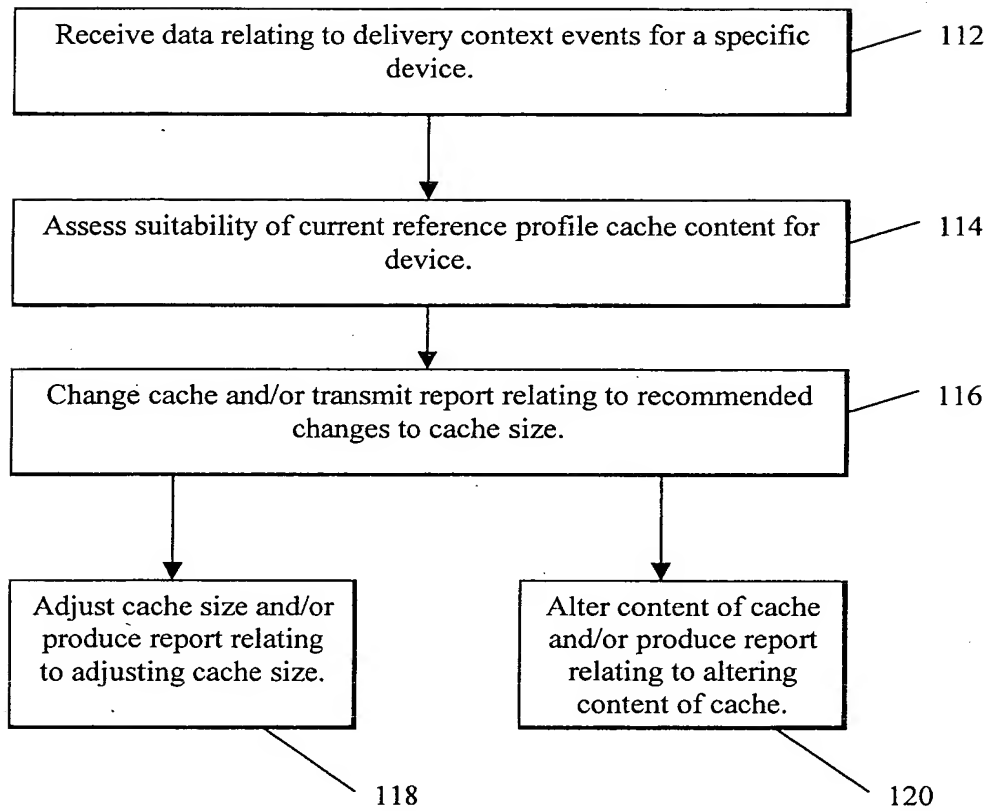 Receive data relating to delivery context events for a specific
device.
112
Assess suitability of current reference profile cache content for
device.
114
Change cache and/or transmit report relating to recommended
changes to cache size.
116
Adjust cache size and/or
produce report relating
to adjusting cache size.
118
Alter content of cache
and/or produce report
relating to altering
content of cache.
120